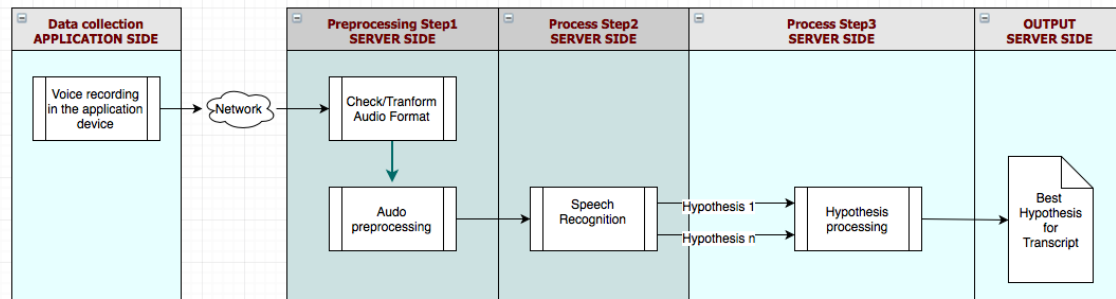 Data collection
APPLICATION SIDE
Preprocessing Step1
SERVER SIDE
Process Step2
SERVER SIDE
Process Step3
SERVER SIDE
OUTPUT
SERVER SIDE
Voice recording
in the application
device
Network
Check/Tranform
Audio Format
Audo
preprocessing
Speech
Recognition
Hypothesis 1
Hypothesis n
Hypothesis
processing
Best
Hypothesis
for
Transcript